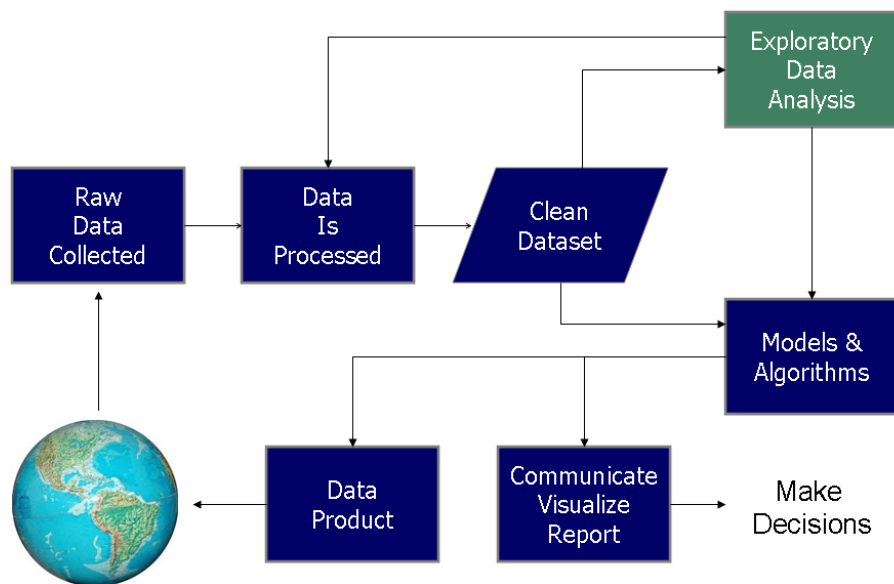 Exploratory
Data
Analysis
Raw
Data
Collected
Data
Is
Processed
Clean
Dataset
Models &
Algorithms
Data
Product
Communicate
Visualize
Report
Make
Decisions